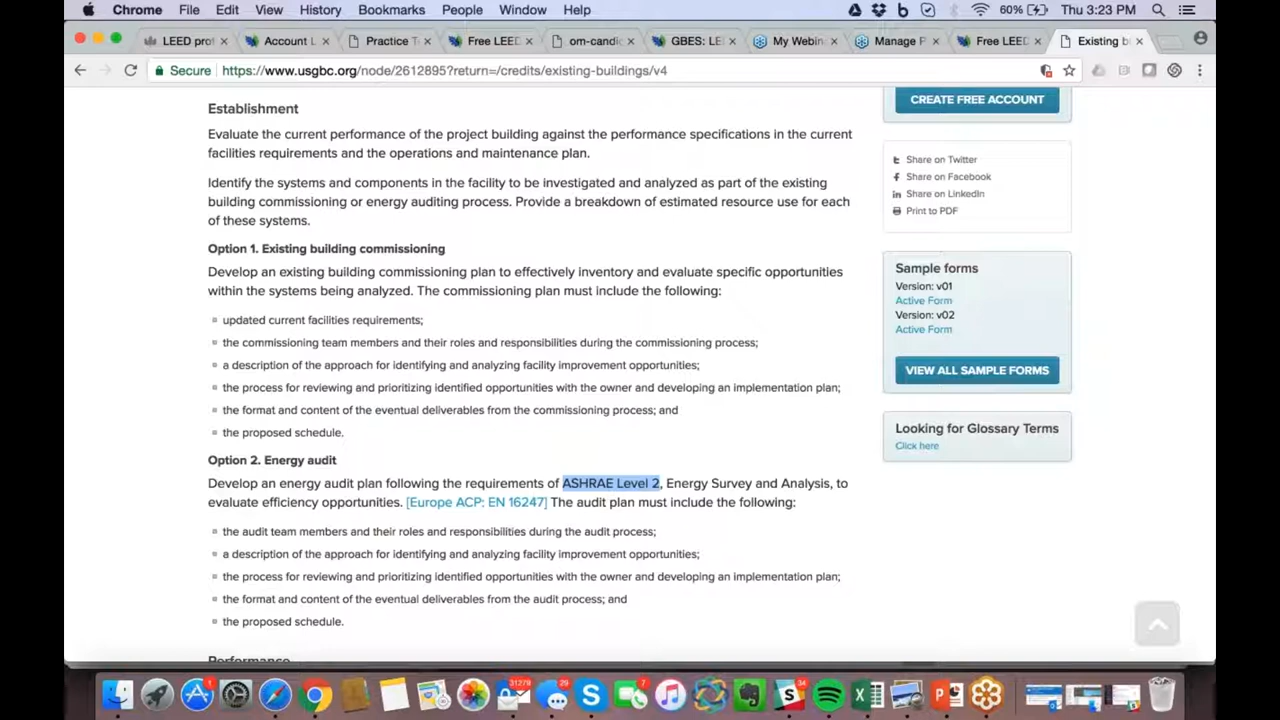 Chrome File Edit View History Bookmarks People Window Help 60% Thu 3:23 PM
LEED pro Account L Practice T Free LEED om-candic GBES: LE My Webin Manage P Free LEED Existing b
Secure https://www.usgbc.org/node/2612895?return=/credits/existing-buildings/v4
CREATE FREE ACCOUNT
Share on Twitter
Share on Facebook
Share on LinkedIn
Print to PDF
Sample forms
Version: v01
Active Form
Version: v02
Active Form
VIEW ALL SAMPLE FORMS
Looking for Glossary Terms
Click here
Establishment
Evaluate the current performance of the project building against the performance specifications in the current
facilities requirements and the operations and maintenance plan.
Identify the systems and components in the facility to be investigated and analyzed as part of the existing
building commissioning or energy auditing process. Provide a breakdown of estimated resource use for each
of these systems.
Option 1. Existing building commissioning
Develop an existing building commissioning plan to effectively inventory and evaluate specific opportunities
within the systems being analyzed. The commissioning plan must include the following:
updated current facilities requirements;
the commissioning team members and their roles and responsibilities during the commissioning process;
a description of the approach for identifying and analyzing facility improvement opportunities;
the process for reviewing and prioritizing identified opportunities with the owner and developing an implementation plan;
the format and content of the eventual deliverables from the commissioning process; and
the proposed schedule.
Option 2. Energy audit
Develop an energy audit plan following the requirements of ASHRAE Level 2, Energy Survey and Analysis, to
evaluate efficiency opportunities. [Europe ACP: EN 16247] The audit plan must include the following:
the audit team members and their roles and responsibilities during the audit process;
a description of the approach for identifying and analyzing facility improvement opportunities;
the process for reviewing and prioritizing identified opportunities with the owner and developing an implementation plan;
the format and content of the eventual deliverables from the audit process; and
the proposed schedule.
Performance